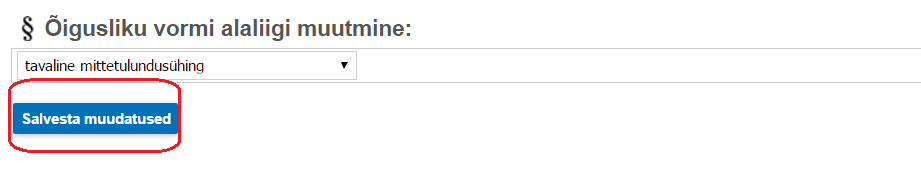 § Õigusliku vormi alaliigi muutmine:
tavaline mittetulundusühing
Salvesta muudatused